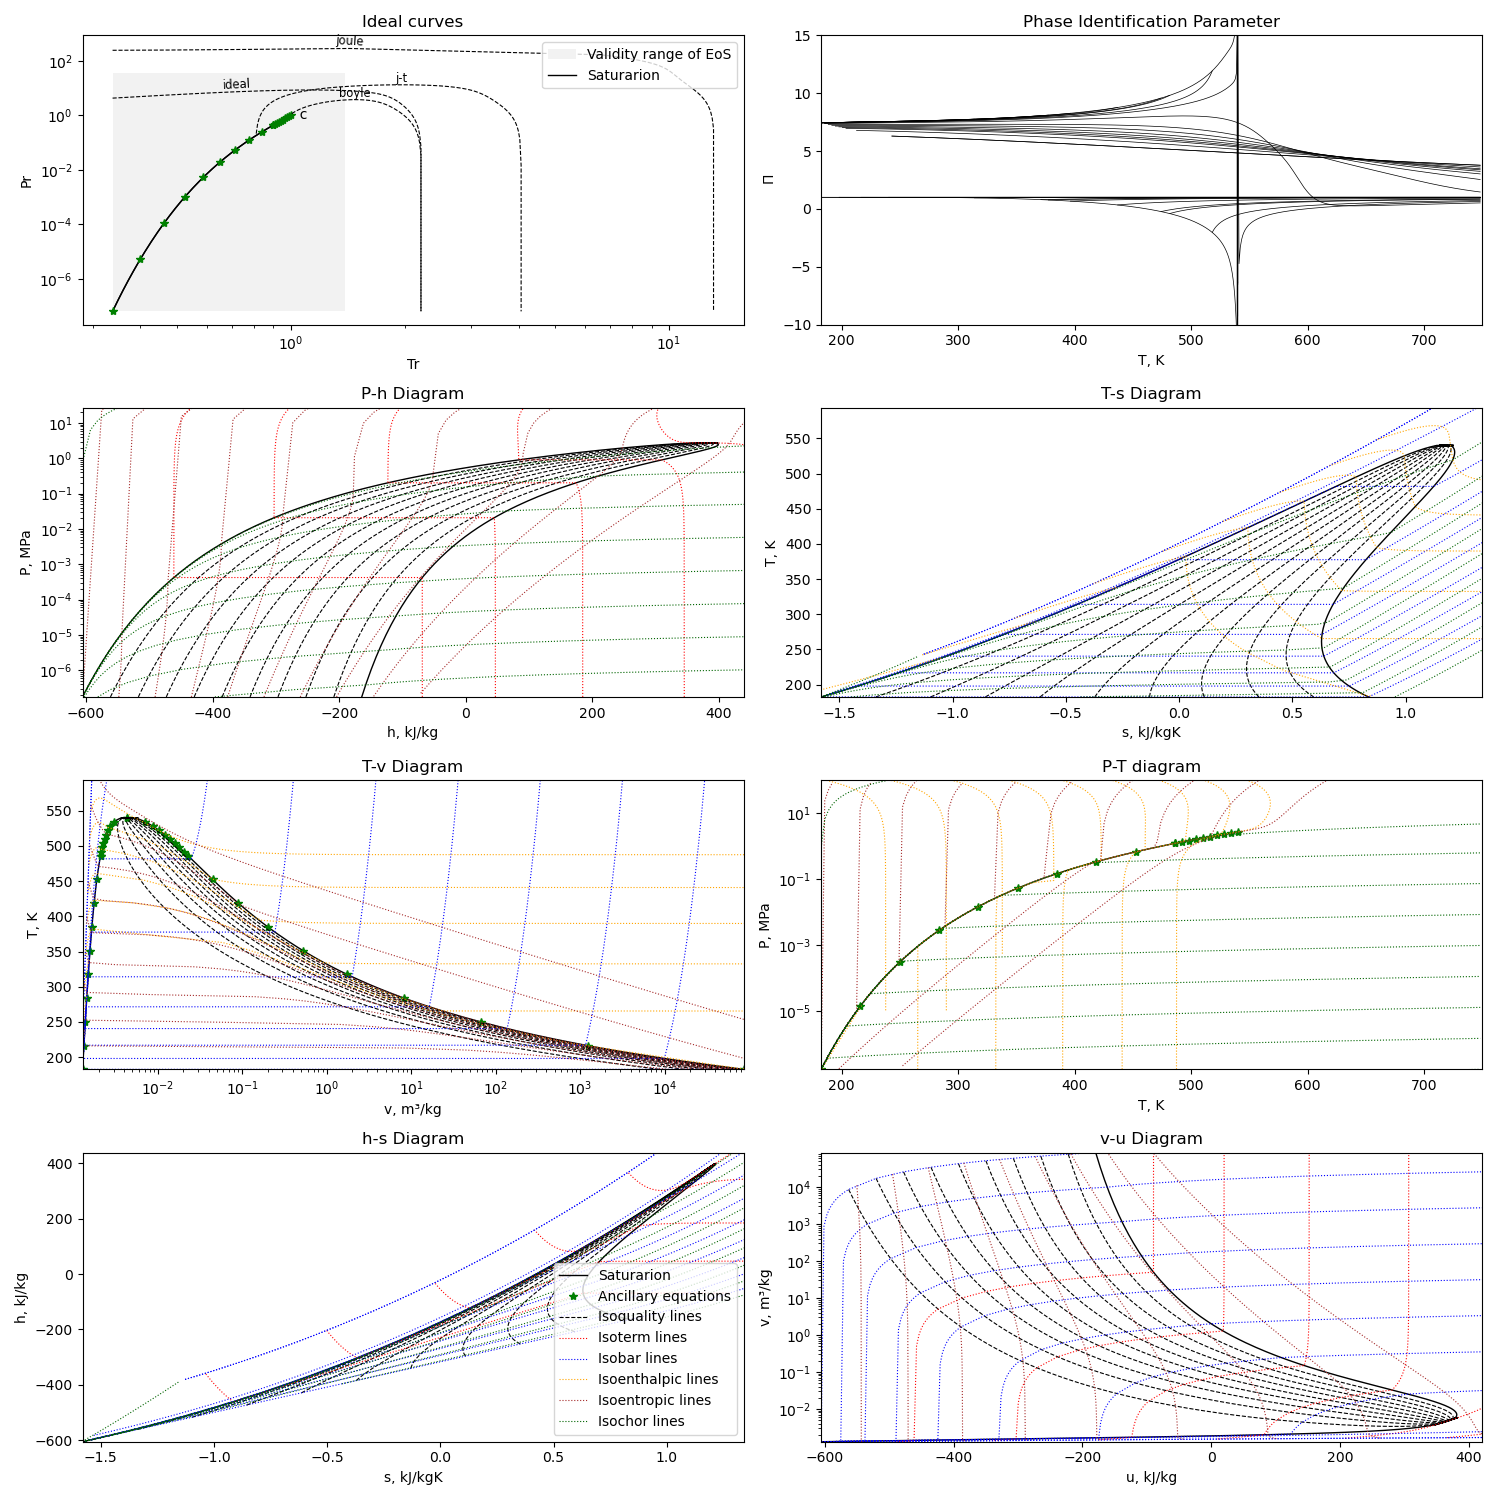 Ideal curves
joule
ideal
boyle
j-t
c
Validity range of EoS
Saturarion
10² 10⁰ 10⁻² 10⁻⁴ 10⁻⁶
Pr
10⁰ 10¹
Tr
Phase Identification Parameter
15 10 5 0 −5 −10
Π
200 300 400 500 600 700
T, K
P-h Diagram
10¹ 10⁰ 10⁻¹ 10⁻² 10⁻³ 10⁻⁴ 10⁻⁵ 10⁻⁶
P, MPa
−600 −400 −200 0 200 400
h, kJ/kg
T-s Diagram
550 500 450 400 350 300 250 200
T, K
−1.5 −1.0 −0.5 0.0 0.5 1.0
s, kJ/kgK
T-v Diagram
550 500 450 400 350 300 250 200
T, K
10⁻² 10⁻¹ 10⁰ 10¹ 10² 10³ 10⁴
v, m³/kg
P-T diagram
10¹ 10⁻¹ 10⁻³ 10⁻⁵
P, MPa
200 300 400 500 600 700
T, K
h-s Diagram
400 200 0 −200 −400 −600
h, kJ/kg
−1.5 −1.0 −0.5 0.0 0.5 1.0
s, kJ/kgK
Saturarion
Ancillary equations
Isoquality lines
Isoterm lines
Isobar lines
Isoenthalpic lines
Isoentropic lines
Isochor lines
v-u Diagram
10⁴ 10³ 10² 10¹ 10⁰ 10⁻¹ 10⁻²
v, m³/kg
−600 −400 −200 0 200 400
u, kJ/kg